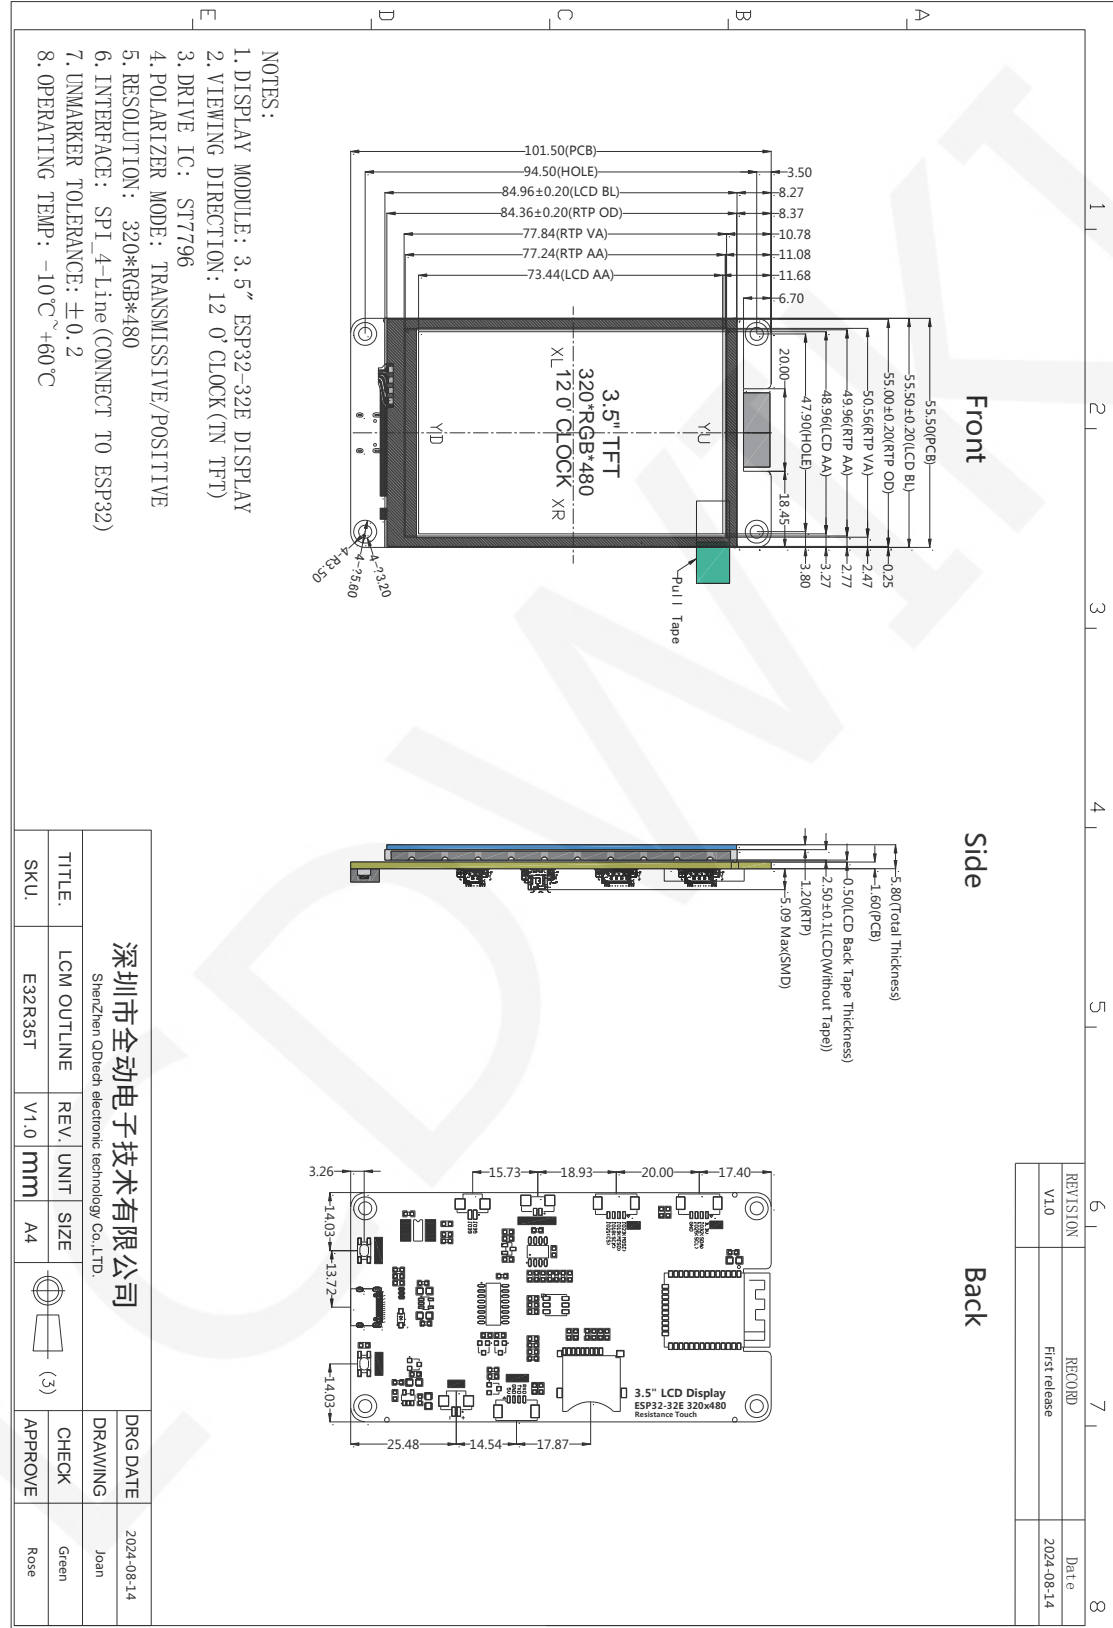 A
B
C
D
E
1
2
3
4
5
6
7
8
Front
Side
Back
REVISION RECORD Date
V1.0 First release 2024-08-14
101.50(PCB)
94.50(HOLE)
84.96±0.20(LCD BL)
84.36±0.20(RTP OD)
77.84(RTP VA)
77.24(RTP AA)
73.44(LCD AA)
3.50
8.27
8.37
10.78
11.08
11.68
6.70
55.50(PCB)
55.50±0.20(LCD BL)
55.00±0.20(RTP OD)
50.56(RTP VA)
49.96(RTP AA)
48.96(LCD AA)
47.90(HOLE)
20.00
18.45
0.25
2.47
2.77
3.27
3.80
3.5" TFT
320*RGB*480
12 0' CLOCK
XL
XR
YU
YD
Pull Tape
4-?3.20
4-?5.60
4-R3.50
5.80(Total Thickness)
1.60(PCB)
0.50(LCD Back Tape Thickness)
2.50±0.1(LCD(Without Tape))
1.20(RTP)
5.09 Max(SMD)
3.26
15.73
18.93
20.00
17.40
14.03
13.72
14.03
25.48
14.54
17.87
3.5" LCD Display
ESP32-32E 320x480
Resistance Touch
NOTES:
1. DISPLAY MODULE: 3.5″ ESP32-32E DISPLAY
2. VIEWING DIRECTION: 12 O' CLOCK(TN TFT)
3. DRIVE IC: ST7796
4. POLARIZER MODE: TRANSMISSIVE/POSITIVE
5. RESOLUTION: 320*RGB*480
6. INTERFACE: SPI_4-Line(CONNECT TO ESP32)
7. UNMARKER TOLERANCE: ±0.2
8. OPERATING TEMP: -10℃~+60℃
深圳市全动电子技术有限公司
ShenZhen QDtech electronic technology Co.,LTD.
TITLE. LCM OUTLINE REV. UNIT SIZE
SKU. E32R35T V1.0 mm A4
(3)
DRG DATE 2024-08-14
DRAWING Joan
CHECK Green
APPROVE Rose
LCDWIKI